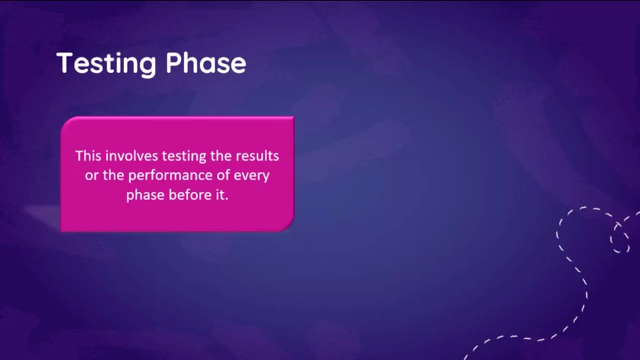 Testing Phase
This involves testing the results
or the performance of every
phase before it.